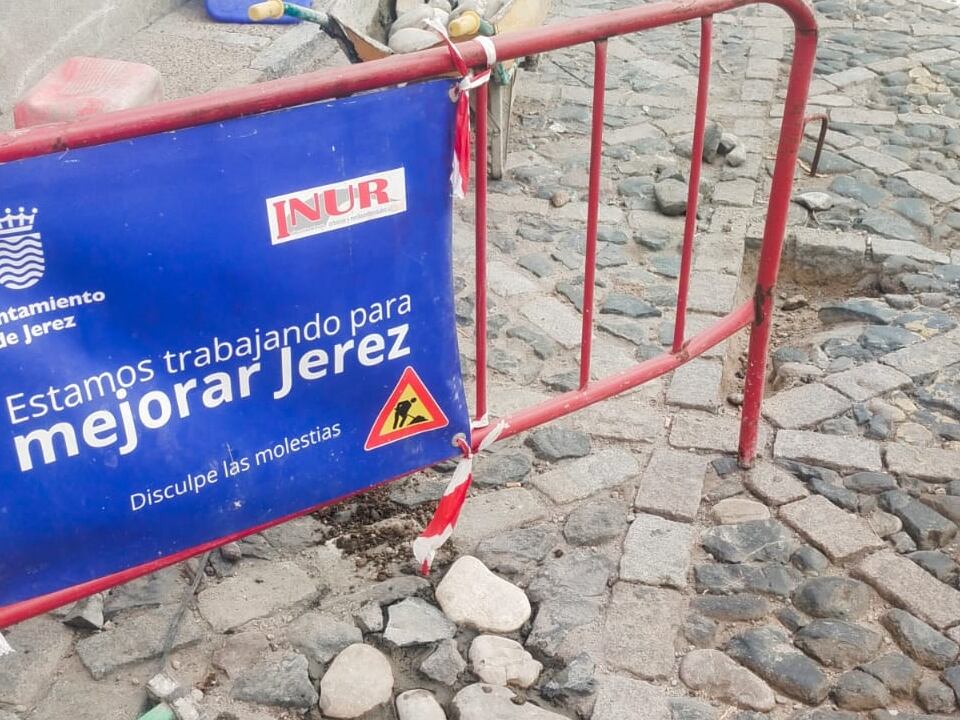 INUR
ntamiento
de Jerez
Estamos trabajando para
mejorar Jerez
Disculpe las molestias